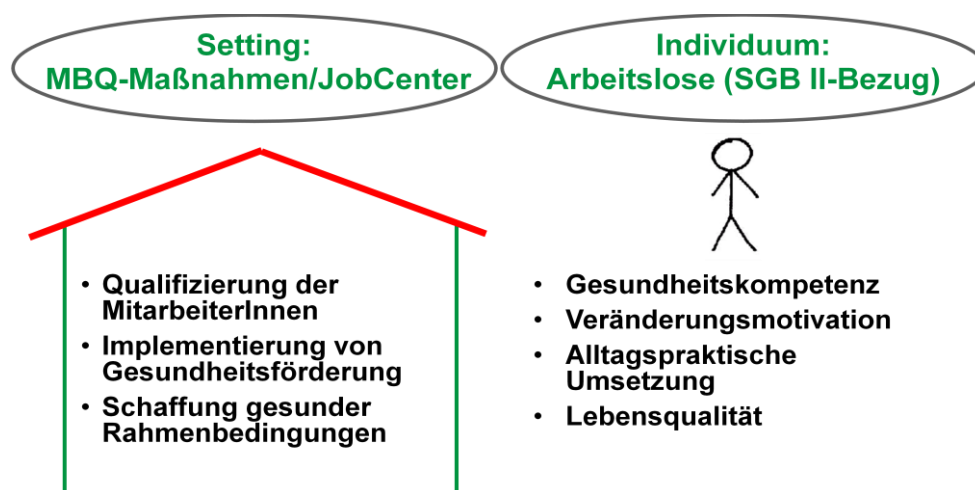 Setting:
MBQ-Maßnahmen/JobCenter
• Qualifizierung der
MitarbeiterInnen
• Implementierung von
Gesundheitsförderung
• Schaffung gesunder
Rahmenbedingungen
Individuum:
Arbeitslose (SGB II-Bezug)
• Gesundheitskompetenz
• Veränderungsmotivation
• Alltagspraktische
Umsetzung
• Lebensqualität